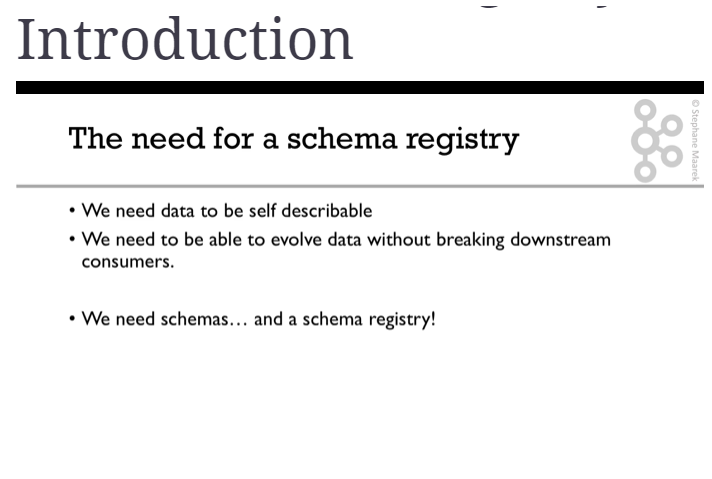 Introduction
The need for a schema registry
© Stephane Maarek
• We need data to be self describable
• We need to be able to evolve data without breaking downstream
consumers.
• We need schemas… and a schema registry!